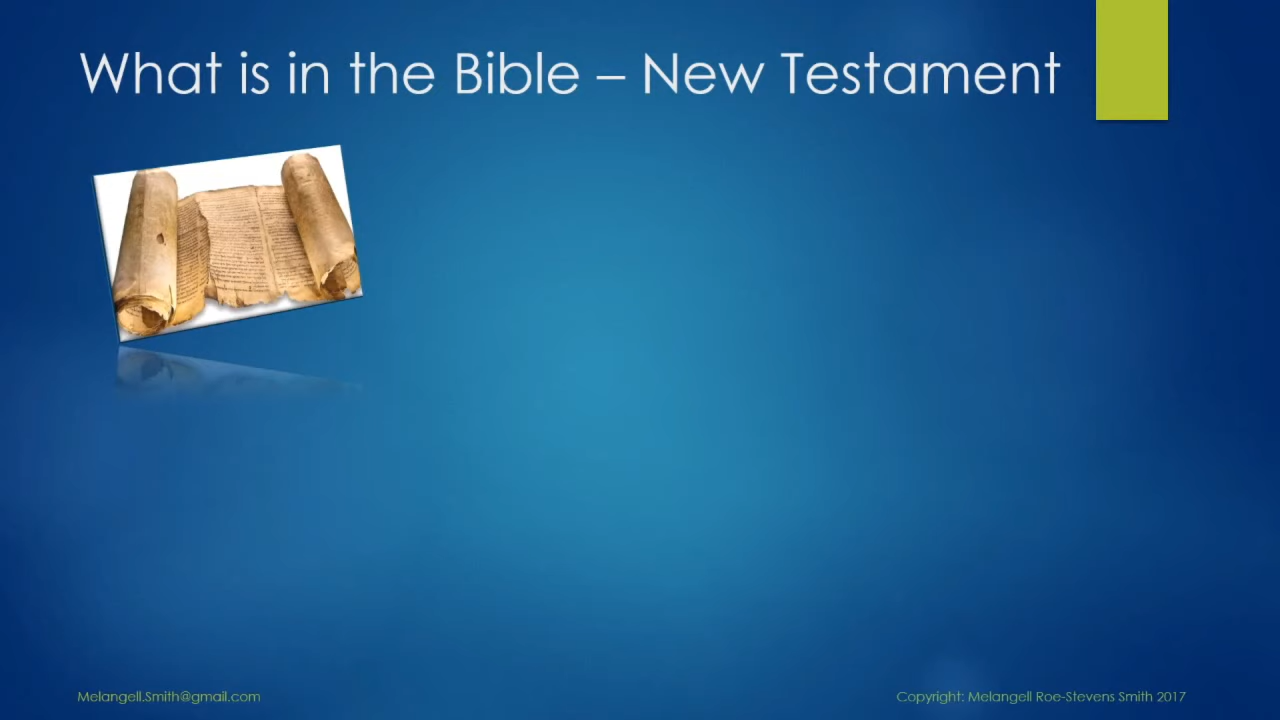 What is in the Bible – New Testament
Melangell.Smith@gmail.com
Copyright: Melangell Roe-Stevens Smith 2017